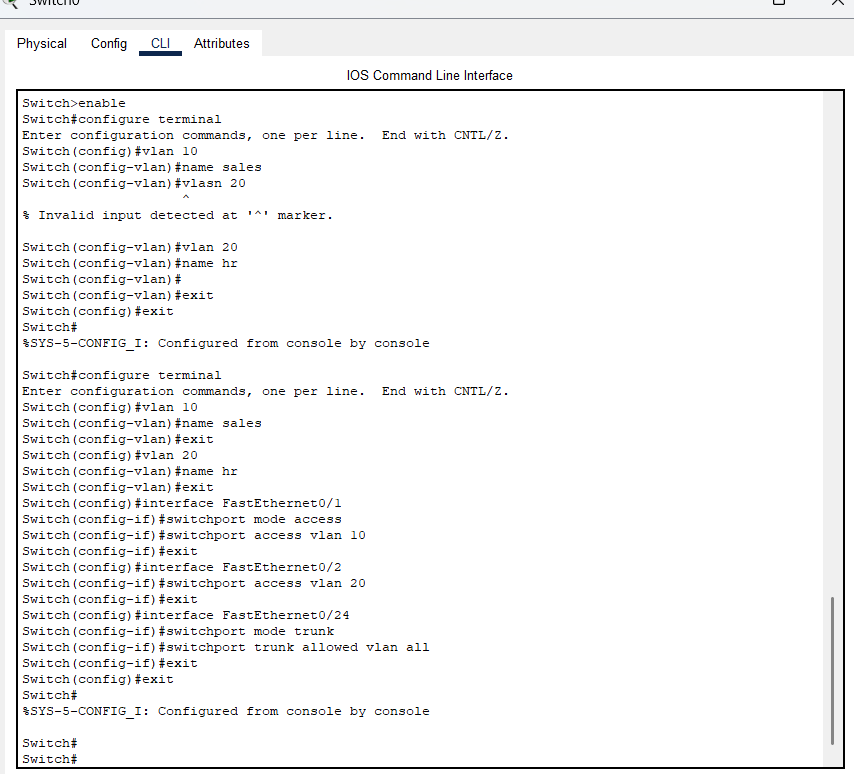 Switch0
Physical Config CLI Attributes
IOS Command Line Interface
Switch>enable
Switch#configure terminal
Enter configuration commands, one per line.  End with CNTL/Z.
Switch(config)#vlan 10
Switch(config-vlan)#name sales
Switch(config-vlan)#vlasn 20
^
% Invalid input detected at '^' marker.
Switch(config-vlan)#vlan 20
Switch(config-vlan)#name hr
Switch(config-vlan)#
Switch(config-vlan)#exit
Switch(config)#exit
Switch#
%SYS-5-CONFIG_I: Configured from console by console
Switch#configure terminal
Enter configuration commands, one per line.  End with CNTL/Z.
Switch(config)#vlan 10
Switch(config-vlan)#name sales
Switch(config-vlan)#exit
Switch(config)#vlan 20
Switch(config-vlan)#name hr
Switch(config-vlan)#exit
Switch(config)#interface FastEthernet0/1
Switch(config-if)#switchport mode access
Switch(config-if)#switchport access vlan 10
Switch(config-if)#exit
Switch(config)#interface FastEthernet0/2
Switch(config-if)#switchport access vlan 20
Switch(config-if)#exit
Switch(config)#interface FastEthernet0/24
Switch(config-if)#switchport mode trunk
Switch(config-if)#switchport trunk allowed vlan all
Switch(config-if)#exit
Switch(config)#exit
Switch#
%SYS-5-CONFIG_I: Configured from console by console
Switch#
Switch#